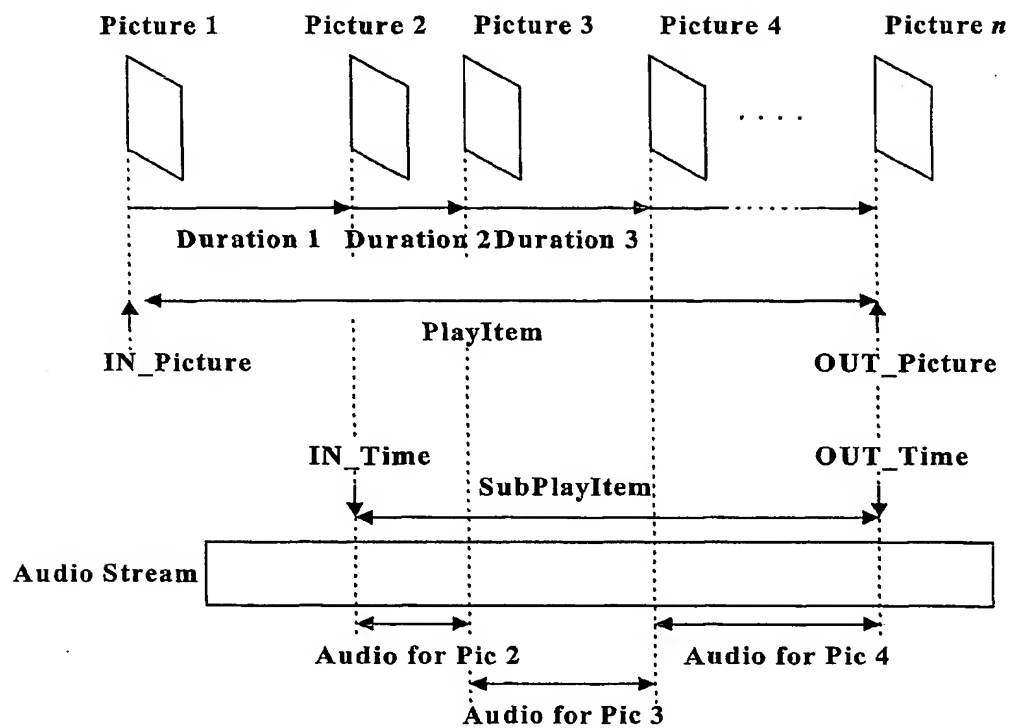 Picture 1 Picture 2 Picture 3 Picture 4 Picture n
. . . .
Duration 1 Duration 2 Duration 3
PlayItem
IN_Picture OUT_Picture
IN_Time OUT_Time
SubPlayItem
Audio Stream
Audio for Pic 2 Audio for Pic 4
Audio for Pic 3